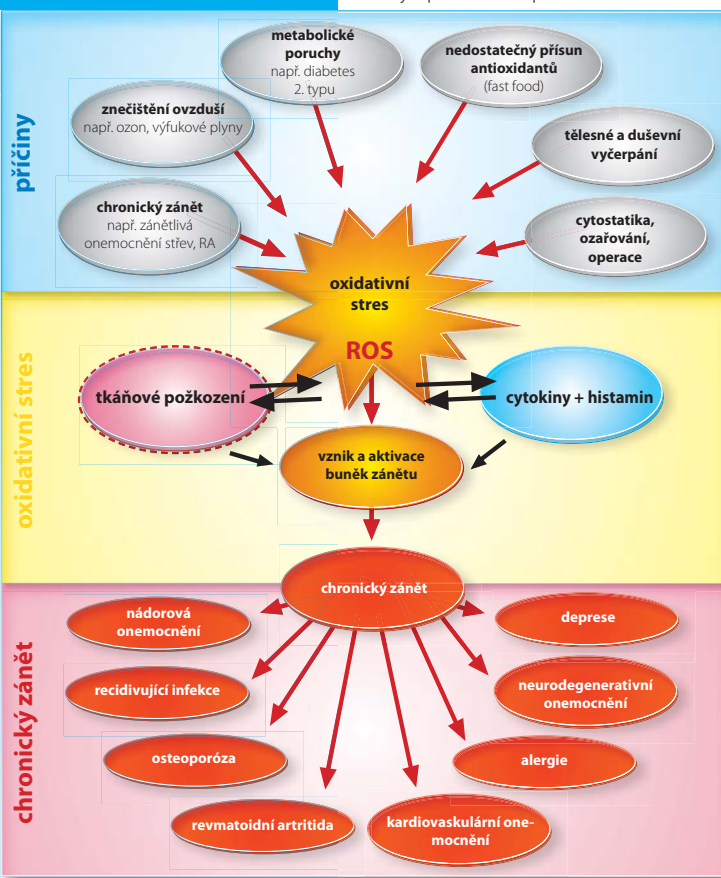 příčiny
metabolické
poruchy
např. diabetes
2. typu
nedostatečný přísun
antioxidantů
(fast food)
znečištění ovzduší
např. ozon, výfukové plyny
tělesné a duševní
vyčerpání
chronický zánět
např. zánětlivá
onemocnění střev, RA
cytostatika,
ozařování,
operace
oxidativní
stres
ROS
oxidativní stres
tkáňové požkození
cytokiny + histamin
vznik a aktivace
buněk zánětu
chronický zánět
chronický zánět
nádorová
onemocnění
deprese
recidivující infekce
neurodegenerativní
onemocnění
osteoporóza
alergie
revmatoidní artritida
kardiovaskulární one-
mocnění